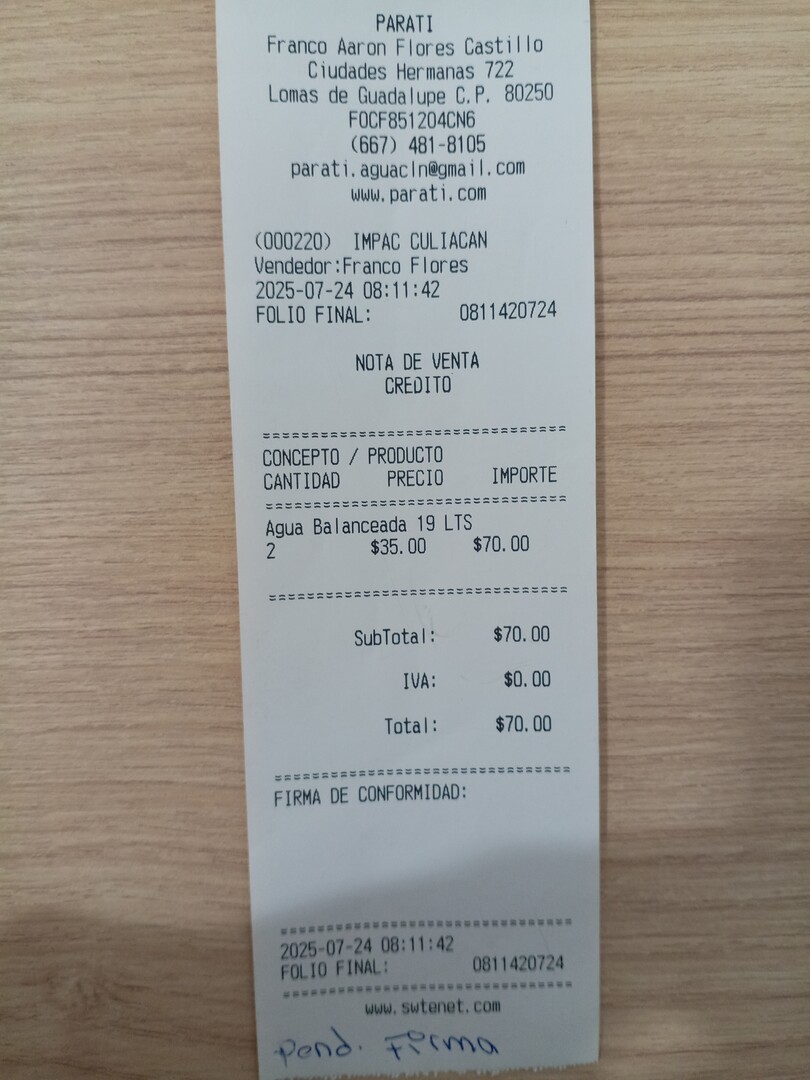 PARATI
Franco Aaron Flores Castillo
Ciudades Hermanas 722
Lomas de Guadalupe C.P. 80250
FOCF851204CN6
(667) 481-8105
parati.aguacln@gmail.com
www.parati.com
(000220) IMPAC CULIACAN
Vendedor:Franco Flores
2025-07-24 08:11:42
FOLIO FINAL: 0811420724
NOTA DE VENTA
CREDITO
==============================
CONCEPTO / PRODUCTO
CANTIDAD PRECIO IMPORTE
==============================
Agua Balanceada 19 LTS
2 $35.00 $70.00
==============================
SubTotal: $70.00
IVA: $0.00
Total: $70.00
==============================
FIRMA DE CONFORMIDAD:
==============================
2025-07-24 08:11:42
FOLIO FINAL: 0811420724
==============================
www.swtenet.com
Pend. Firma